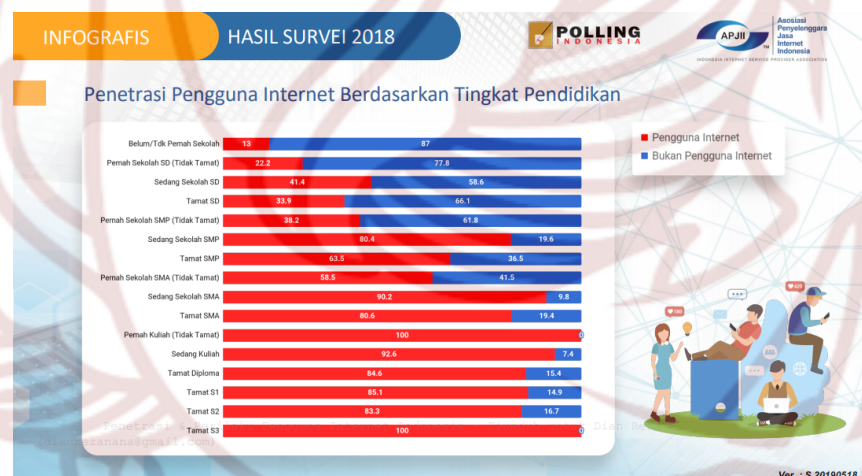 INFOGRAFIS
HASIL SURVEI 2018
POLLING
INDONESIA
APJII
TM
Asosiasi
Penyelenggara
Jasa
Internet
Indonesia
INDONESIA INTERNET SERVICE PROVIDER ASSOCIATION
Penetrasi Pengguna Internet Berdasarkan Tingkat Pendidikan
Pengguna Internet
Bukan Pengguna Internet
Belum/Tdk Pernah Sekolah 13 87
Pernah Sekolah SD (Tidak Tamat) 22.2 77.8
Sedang Sekolah SD 41.4 58.6
Tamat SD 33.9 66.1
Pernah Sekolah SMP (Tidak Tamat) 38.2 61.8
Sedang Sekolah SMP 80.4 19.6
Tamat SMP 63.5 36.5
Pernah Sekolah SMA (Tidak Tamat) 58.5 41.5
Sedang Sekolah SMA 90.2 9.8
Tamat SMA 80.6 19.4
Pernah Kuliah (Tidak Tamat) 100 0
Sedang Kuliah 92.6 7.4
Tamat Diploma 84.6 15.4
Tamat S1 85.1 14.9
Tamat S2 83.3 16.7
Tamat S3 100 0
Penetrasi &
Ver. : S 20190518